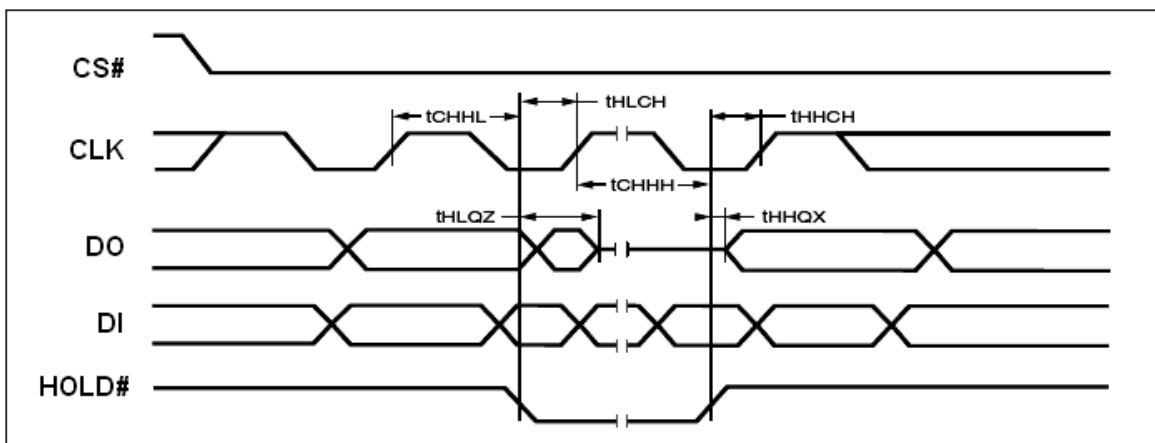 CS#
tHLCH
tCHHL
tHHCH
CLK
tCHHH
tHLQZ
tHHQX
DO
DI
HOLD#